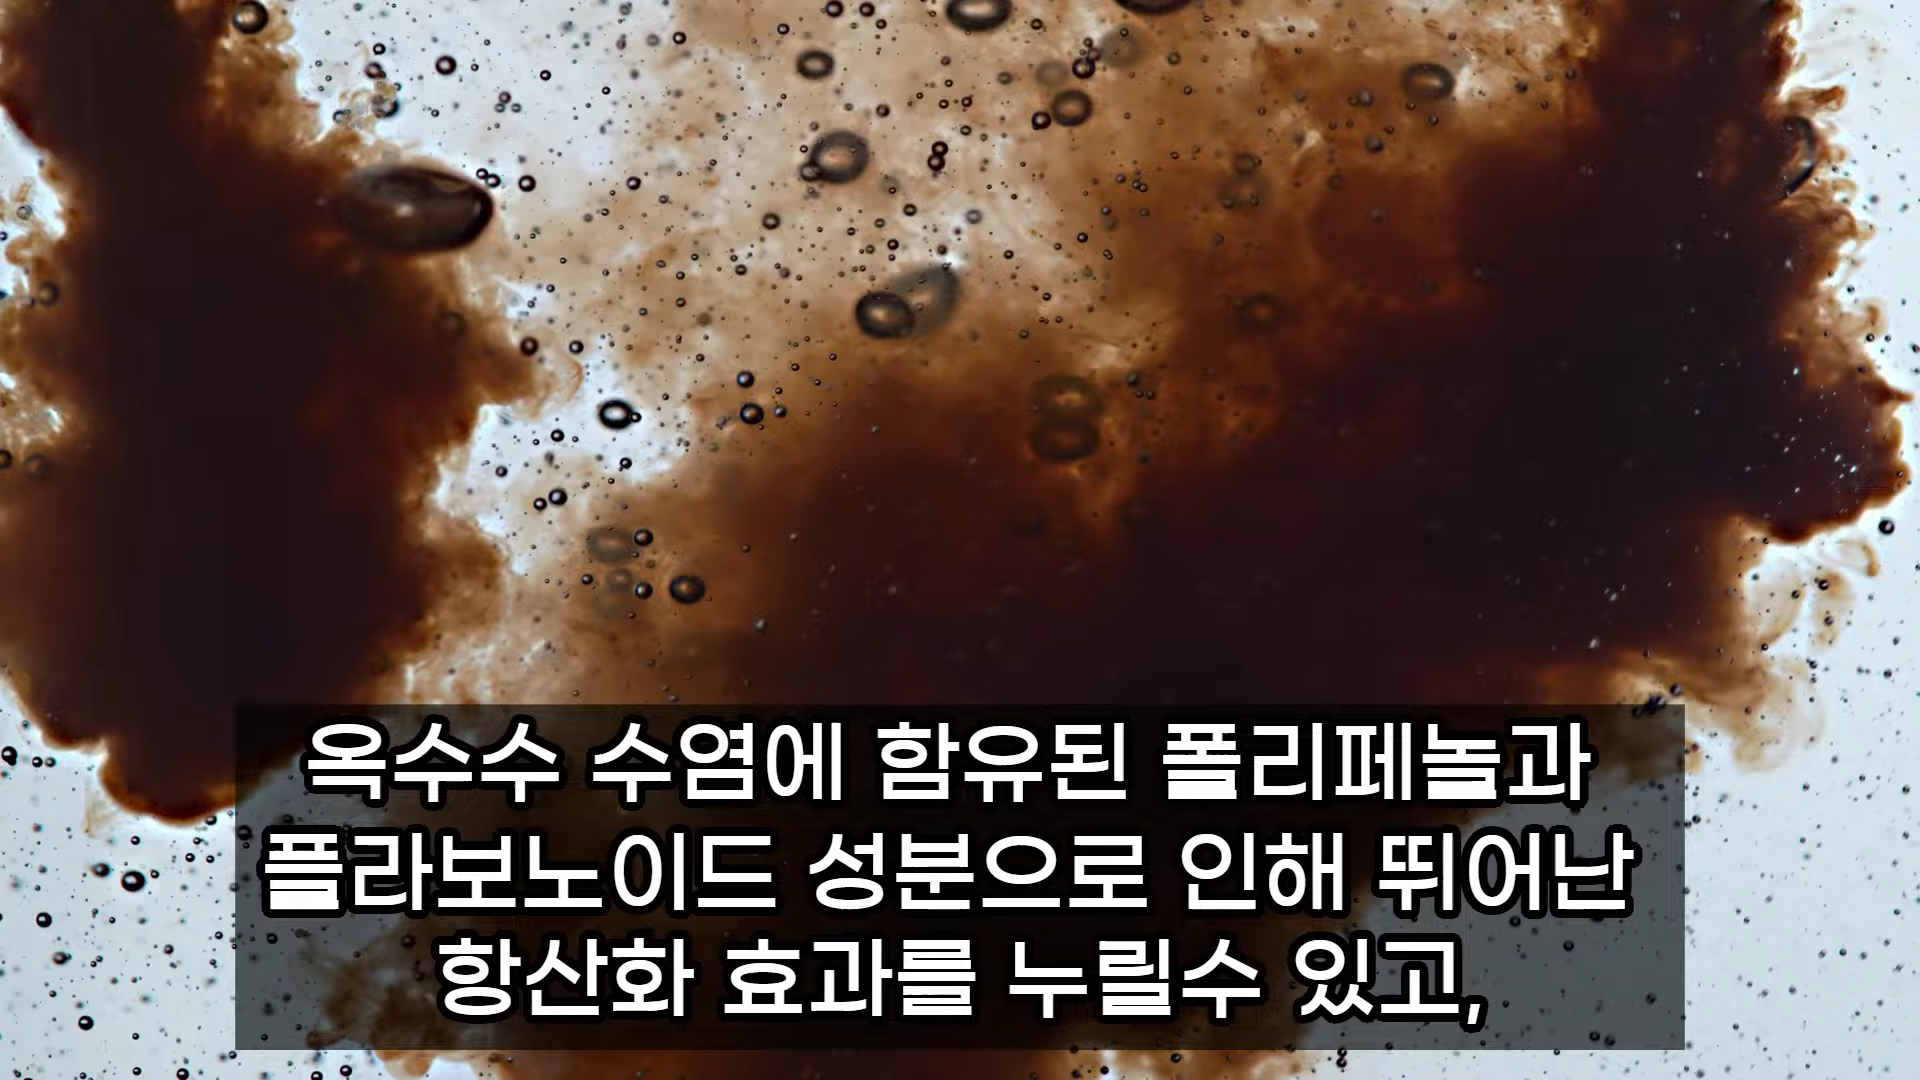 옥수수 수염에 함유된 폴리페놀과
플라보노이드 성분으로 인해 뛰어난
항산화 효과를 누릴수 있고,